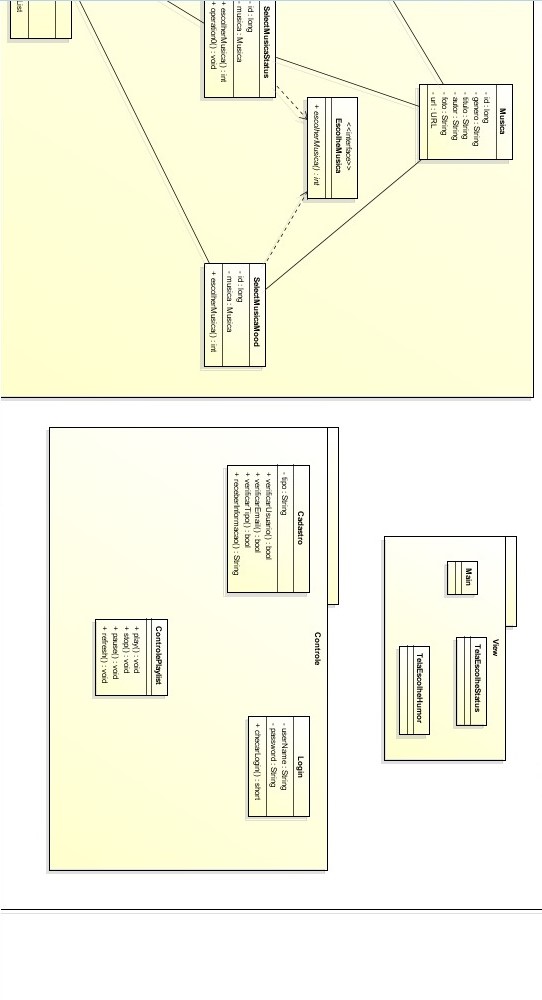 Musica
- id : long
- genero : String
- titulo : String
- autor : String
- foto : String
- url : URL
<<interface>>
EscolheMusica
+ escolherMusica() : int
SelectMusicaStatus
- id : long
- musica : Musica
+ escolherMusica() : int
+ operation0() : void
SelectMusicaMood
- id : long
- musica : Musica
+ escolherMusica() : int
View
Main
TelaEscolheStatus
TelaEscolheHumor
Controle
Cadastro
- tipo : String
+ verificarUsuario() : bool
+ verificarEmail() : bool
+ verificarTipo() : bool
+ receberInformacao() : String
Login
- userName : String
- password : String
+ checarLogin() : short
ControlePlaylist
+ play() : void
+ stop() : void
+ pause() : void
+ refresh() : void